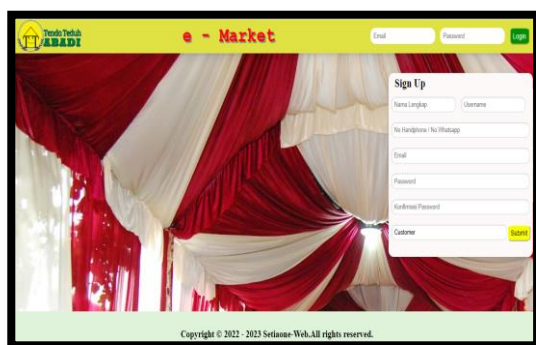 Tendo Teduh
ABADI
e - Market
Email
Password
Login
Sign Up
Nama Lengkap
Username
No Handphone / No Whatsapp
Email
Password
Konfirmasi Password
Customer
Submit
Copyright © 2022 - 2023 Setiaone-Web.All rights reserved.